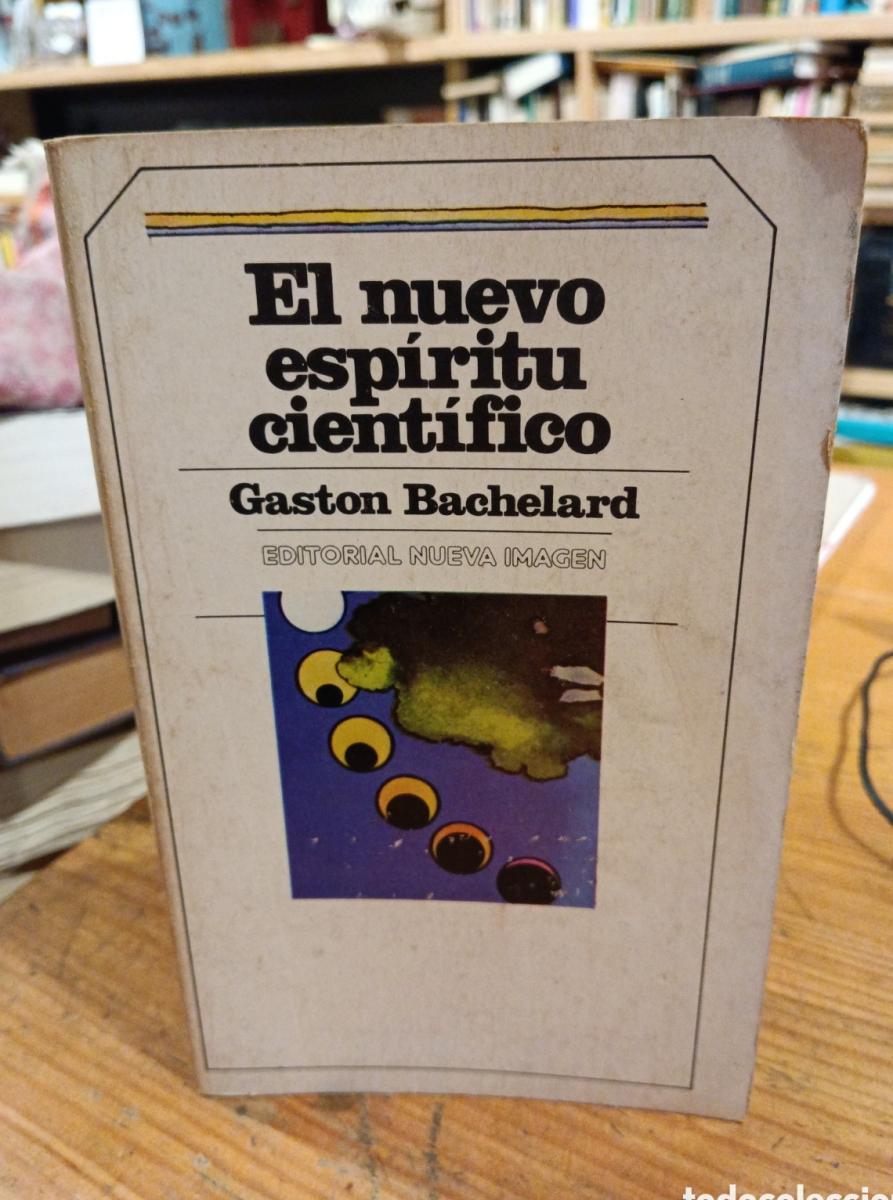 El nuevo
espíritu
científico
Gaston Bachelard
EDITORIAL NUEVA IMAGEN